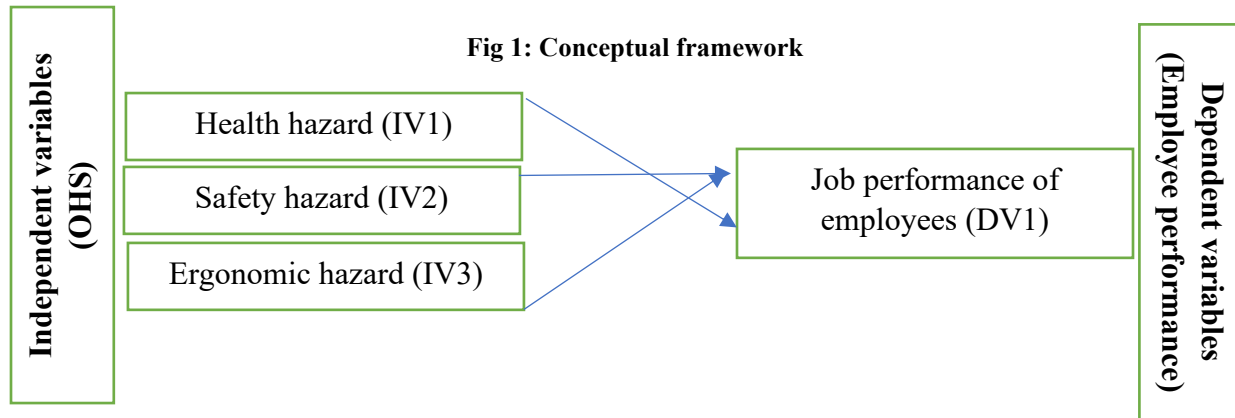 Fig 1: Conceptual framework
Independent variables
(OHS)
Health hazard (IV1)
Safety hazard (IV2)
Ergonomic hazard (IV3)
Job performance of
employees (DV1)
Dependent variables
(Employee performance)